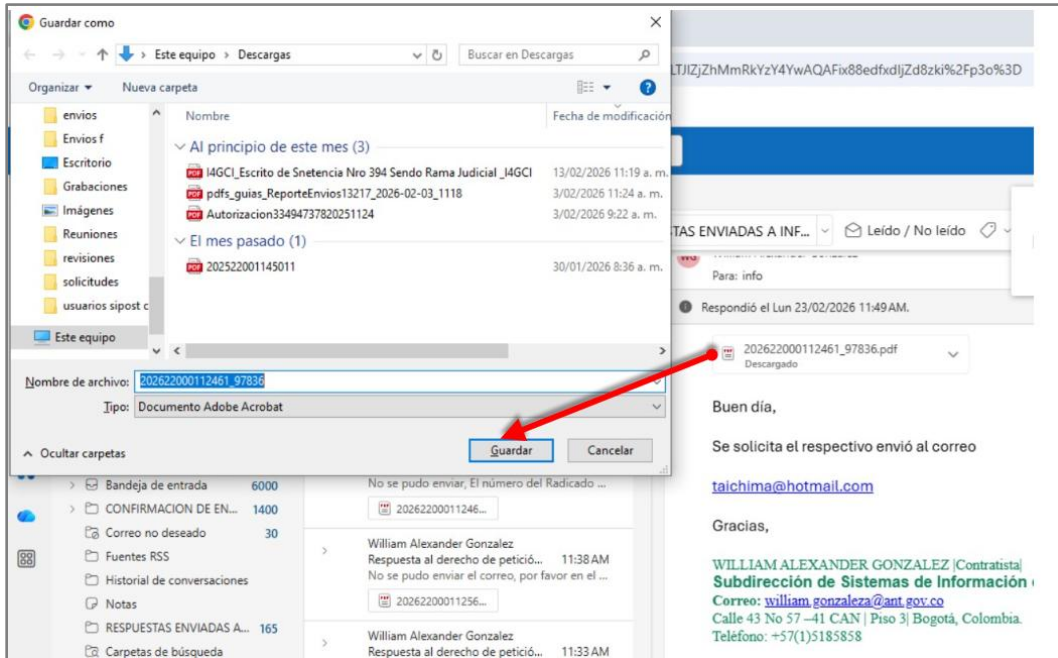 Guardar como
Este equipo > Descargas
Buscar en Descargas
Organizar
Nueva carpeta
envios
Envios f
Escritorio
Grabaciones
Imágenes
Reuniones
revisiones
solicitudes
usuarios sipost c
Este equipo
Nombre
Fecha de modificación
Al principio de este mes (3)
I4GCI_Escrito de Snetencia Nro 394 Sendo Rama Judicial _I4GCI 13/02/2026 11:19 a. m.
pdfs_guias_ReporteEnvios13217_2026-02-03_1118 3/02/2026 11:24 a. m.
Autorizacion33494737820251124 3/02/2026 9:22 a. m.
El mes pasado (1)
202522001145011 30/01/2026 8:36 a. m.
Nombre de archivo: 202622000112461_97836
Tipo: Documento Adobe Acrobat
Ocultar carpetas
Guardar
Cancelar
Bandeja de entrada 6000
CONFIRMACION DE EN... 1400
Correo no deseado 30
Fuentes RSS
Historial de conversaciones
Notas
RESPUESTAS ENVIADAS A... 165
Carpetas de búsqueda
No se pudo enviar, El número del Radicado ...
20262200011246...
William Alexander Gonzalez
Respuesta al derecho de petició... 11:38 AM
No se pudo enviar el correo, por favor en el ...
20262200011256...
William Alexander Gonzalez
Respuesta al derecho de petició... 11:33 AM
TAS ENVIADAS A INF...
Leído / No leído
Para: info
Respondió el Lun 23/02/2026 11:49 AM.
202622000112461_97836.pdf
Descargado
Buen día,
Se solicita el respectivo envió al correo
taichima@hotmail.com
Gracias,
WILLIAM ALEXANDER GONZALEZ |Contratista|
Subdirección de Sistemas de Información
Correo: william.gonzaleza@ant.gov.co
Calle 43 No 57 –41 CAN | Piso 3| Bogotá, Colombia.
Teléfono: +57(1)5185858